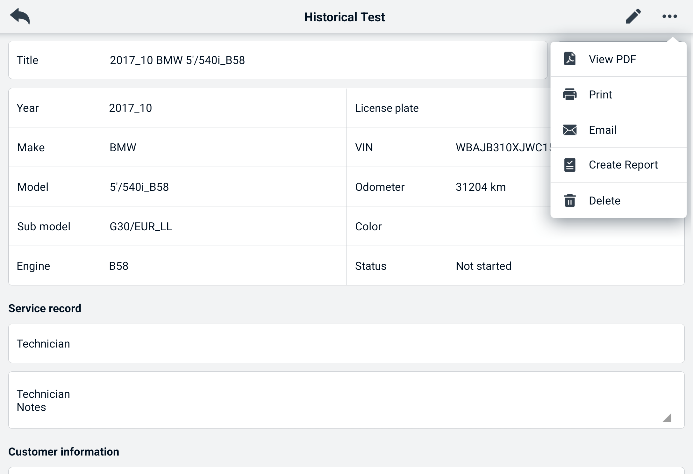 Historical Test
Title 2017_10 BMW 5'/540i_B58
View PDF
Print
Email
Create Report
Delete
Year 2017_10 License plate
Make BMW VIN WBAJB310XJWC15
Model 5'/540i_B58 Odometer 31204 km
Sub model G30/EUR_LL Color
Engine B58 Status Not started
Service record
Technician
Technician
Notes
Customer information